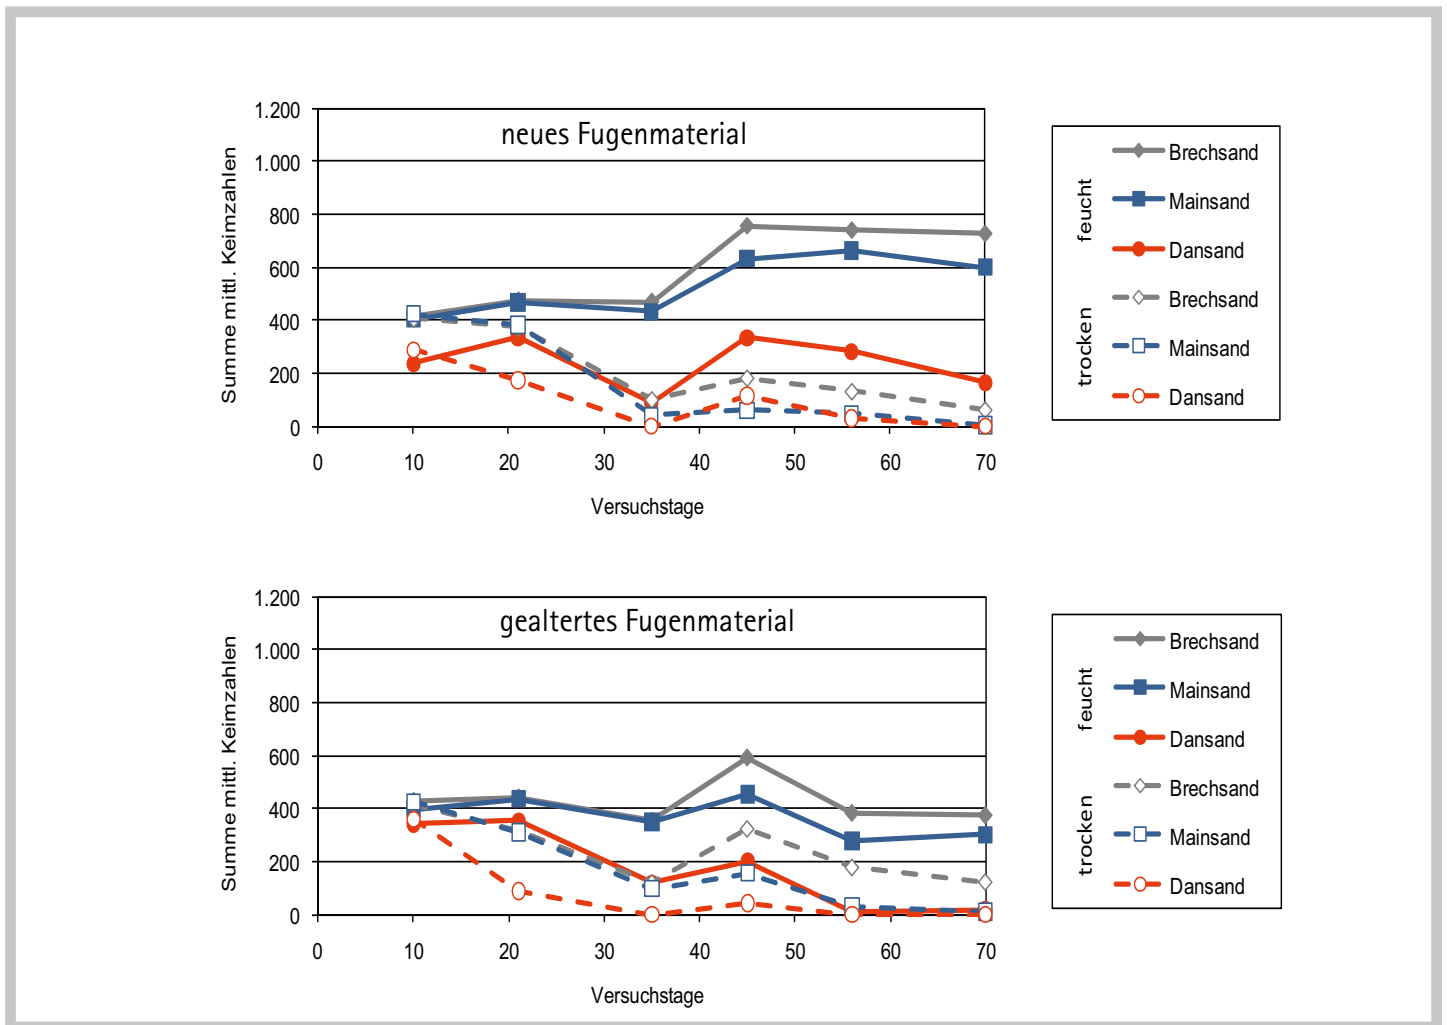 neues Fugenmaterial
Summe mittl. Keimzahlen
1.200
1.000
800
600
400
200
0
0 10 20 30 40 50 60 70
Versuchstage
feucht
Brechsand
Mainsand
Dansand
trocken
Brechsand
Mainsand
Dansand
gealtertes Fugenmaterial
Summe mittl. Keimzahlen
1.200
1.000
800
600
400
200
0
0 10 20 30 40 50 60 70
Versuchstage
feucht
Brechsand
Mainsand
Dansand
trocken
Brechsand
Mainsand
Dansand